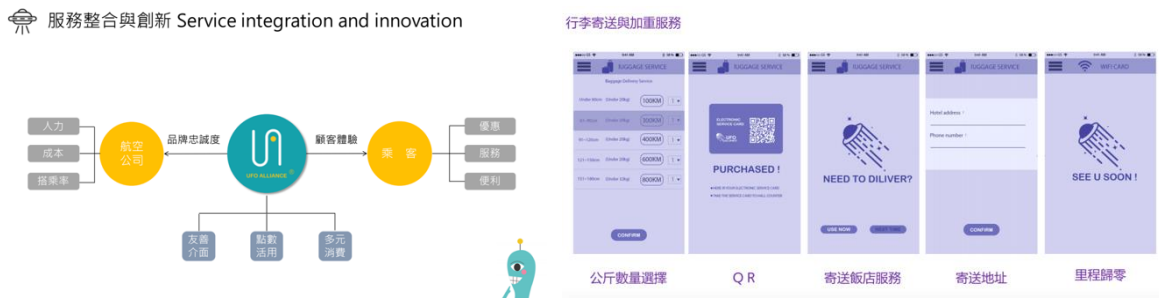 服務整合與創新 Service integration and innovation
人力
成本
搭乘率
航空
公司
品牌忠誠度
UFO ALLIANCE
顧客體驗
乘 客
優惠
服務
便利
友善
介面
點數
活用
多元
消費
行李寄送與加重服務
lUGGAGE SERVICE
Baggage Delivery Service
100KM
300KM
400KM
600KM
800KM
CONFIRM
公斤數量選擇
lUGGAGE SERVICE
ELECTRONIC
SERVICE CARD
UFO
PURCHASED !
Q R
lUGGAGE SERVICE
NEED TO DILIVER?
USE NOW
NEXT TIME
寄送飯店服務
lUGGAGE SERVICE
Hotel address :
Phone number :
CONFIRM
寄送地址
WIFI CARD
SEE U SOON !
里程歸零